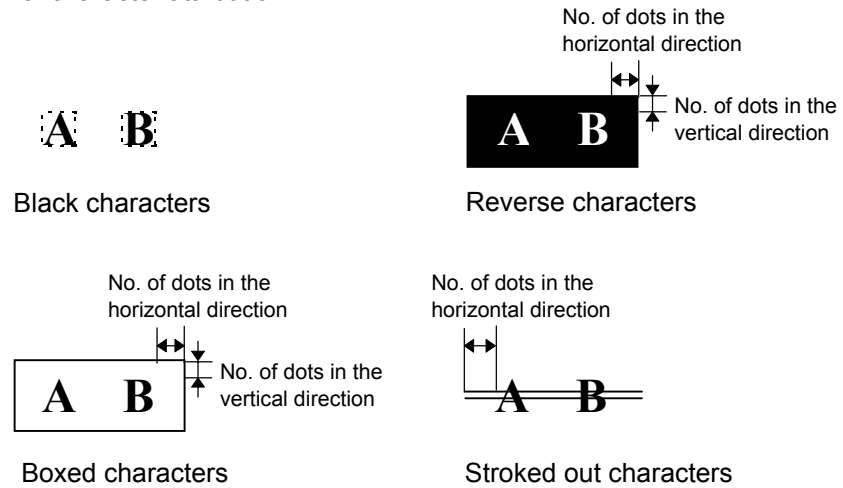 No. of dots in the
horizontal direction
No. of dots in the
vertical direction
A B
A B
Black characters
Reverse characters
No. of dots in the
horizontal direction
No. of dots in the
vertical direction
A B
Boxed characters
No. of dots in the
horizontal direction
A B
Stroked out characters